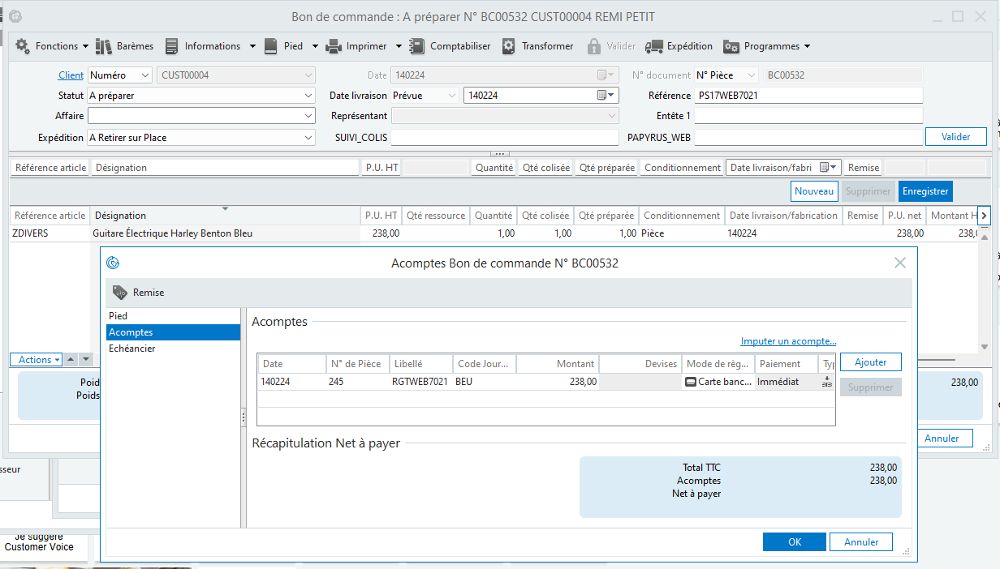 Bon de commande : A préparer N° BC00532 CUST00004 REMI PETIT
Fonctions Barèmes Informations Pied Imprimer Comptabiliser Transformer Valider Expédition Programmes
Client Numéro CUST00004 Date 140224 N° document N° Pièce BC00532
Statut A préparer Date livraison Prévue 140224 Référence PS17WEB7021
Affaire Représentant Entête 1
Expédition A Retirer sur Place SUIVI_COLIS PAPYRUS_WEB Valider
Référence article Désignation P.U. HT Quantité Qté colisée Qté préparée Conditionnement Date livraison/fabri Remise
Nouveau Supprimer Enregistrer
Référence article Désignation P.U. HT Qté ressource Quantité Qté colisée Qté préparée Conditionnement Date livraison/fabrication Remise P.U. net Montant H
ZDIVERS Guitare Électrique Harley Benton Bleu 238,00 1,00 1,00 1,00 Pièce 140224 238,00 238,
Acomptes Bon de commande N° BC00532
Remise
Pied
Acomptes
Echéancier
Acomptes
Imputer un acompte...
Date N° de Pièce Libellé Code Jour... Montant Devises Mode de règ... Paiement Typ
140224 245 RGTWEB7021 BEU 238,00 Carte banc... Immédiat
Ajouter
Supprimer
Récapitulation Net à payer
Total TTC 238,00
Acomptes 238,00
Net à payer
OK Annuler
Actions
Poid
Poids
238,00
Annuler
sseur
Je suggère
Customer Voice